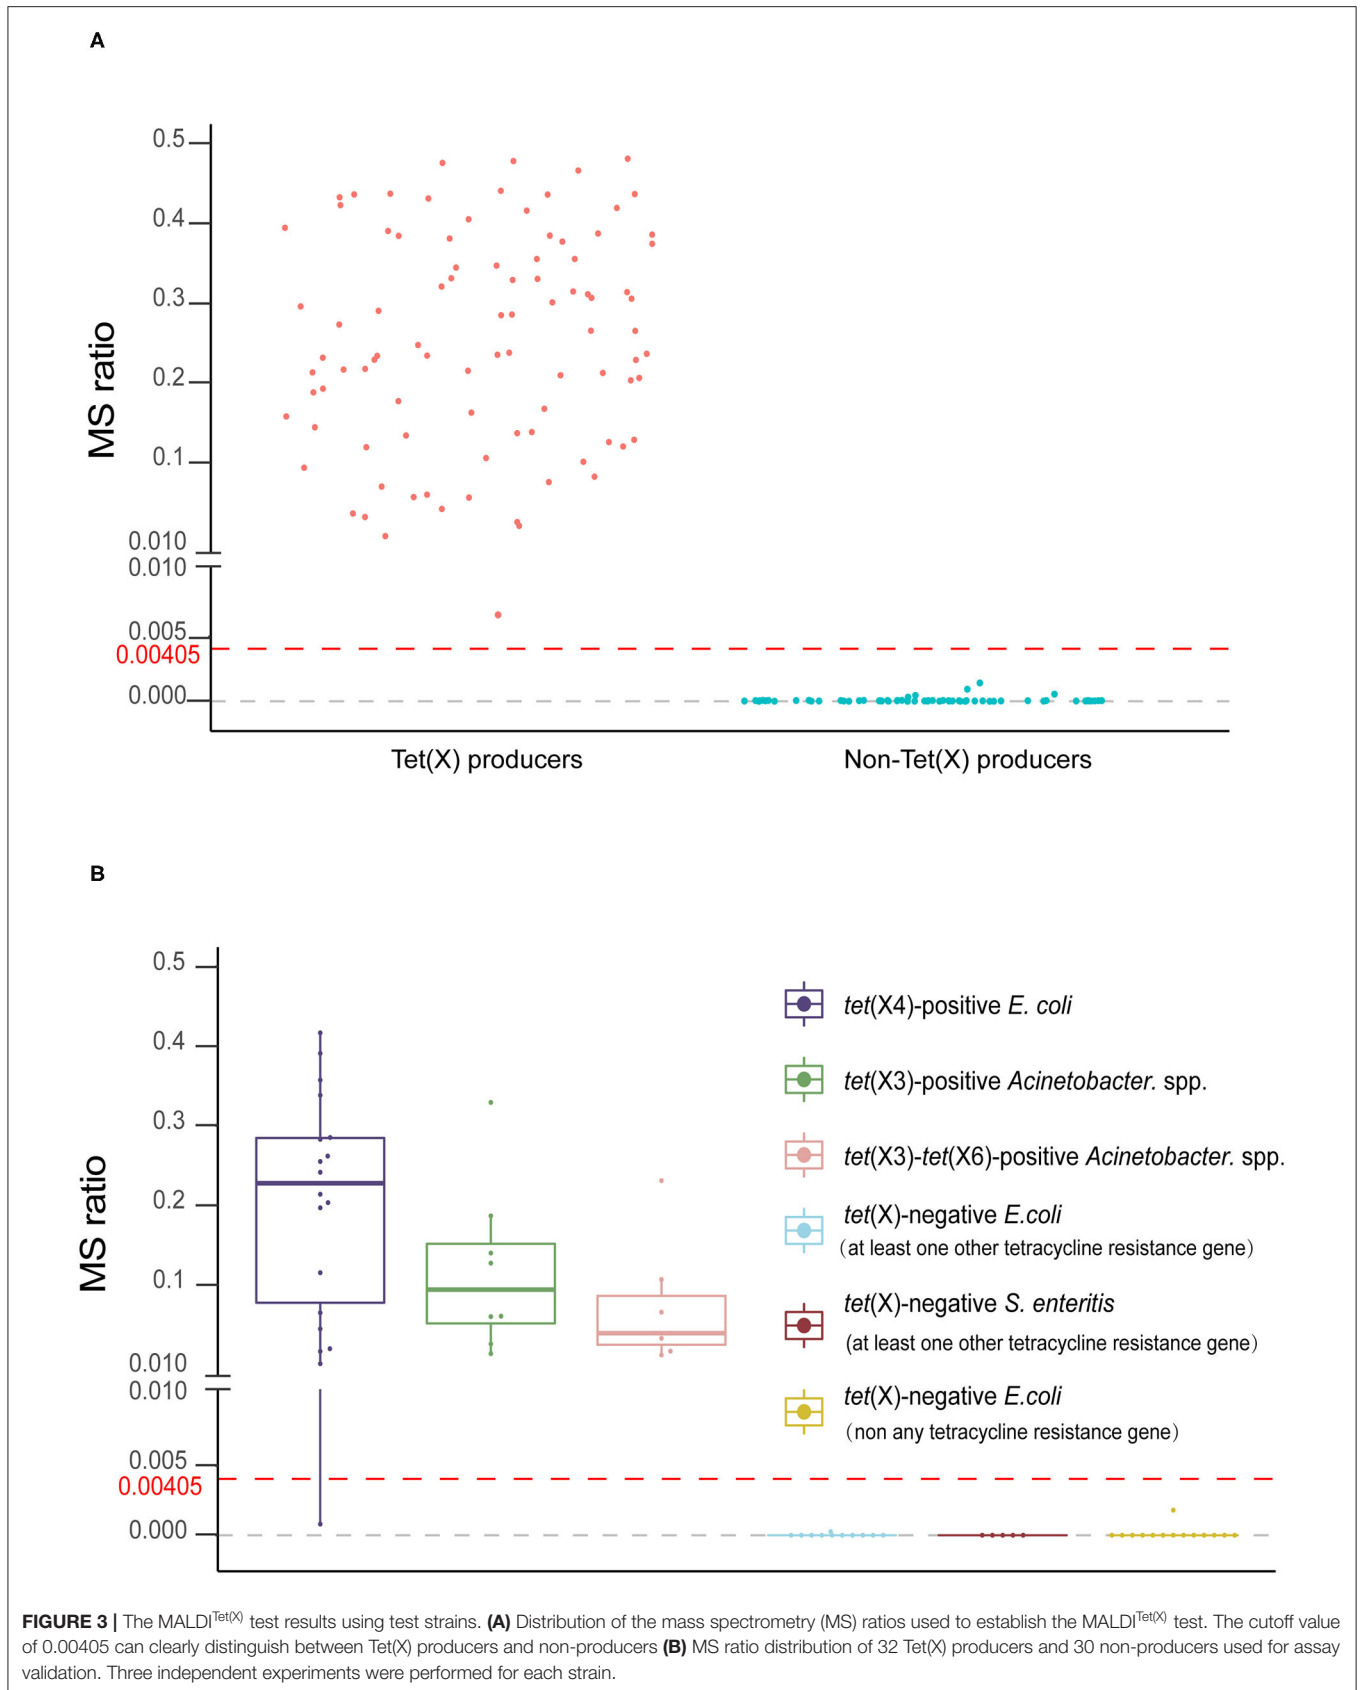 A
0.5
0.4
0.3
0.2
0.1
0.010
0.010
0.005
0.00405
0.000
MS ratio
Tet(X) producers
Non-Tet(X) producers
B
0.5
0.4
0.3
0.2
0.1
0.010
0.010
0.005
0.00405
0.000
MS ratio
tet(X4)-positive E. coli
tet(X3)-positive Acinetobacter. spp.
tet(X3)-tet(X6)-positive Acinetobacter. spp.
tet(X)-negative E.coli
(at least one other tetracycline resistance gene)
tet(X)-negative S. enteritis
(at least one other tetracycline resistance gene)
tet(X)-negative E.coli
(non any tetracycline resistance gene)
FIGURE 3 | The MALDITet(X) test results using test strains. (A) Distribution of the mass spectrometry (MS) ratios used to establish the MALDITet(X) test. The cutoff value
of 0.00405 can clearly distinguish between Tet(X) producers and non-producers (B) MS ratio distribution of 32 Tet(X) producers and 30 non-producers used for assay
validation. Three independent experiments were performed for each strain.